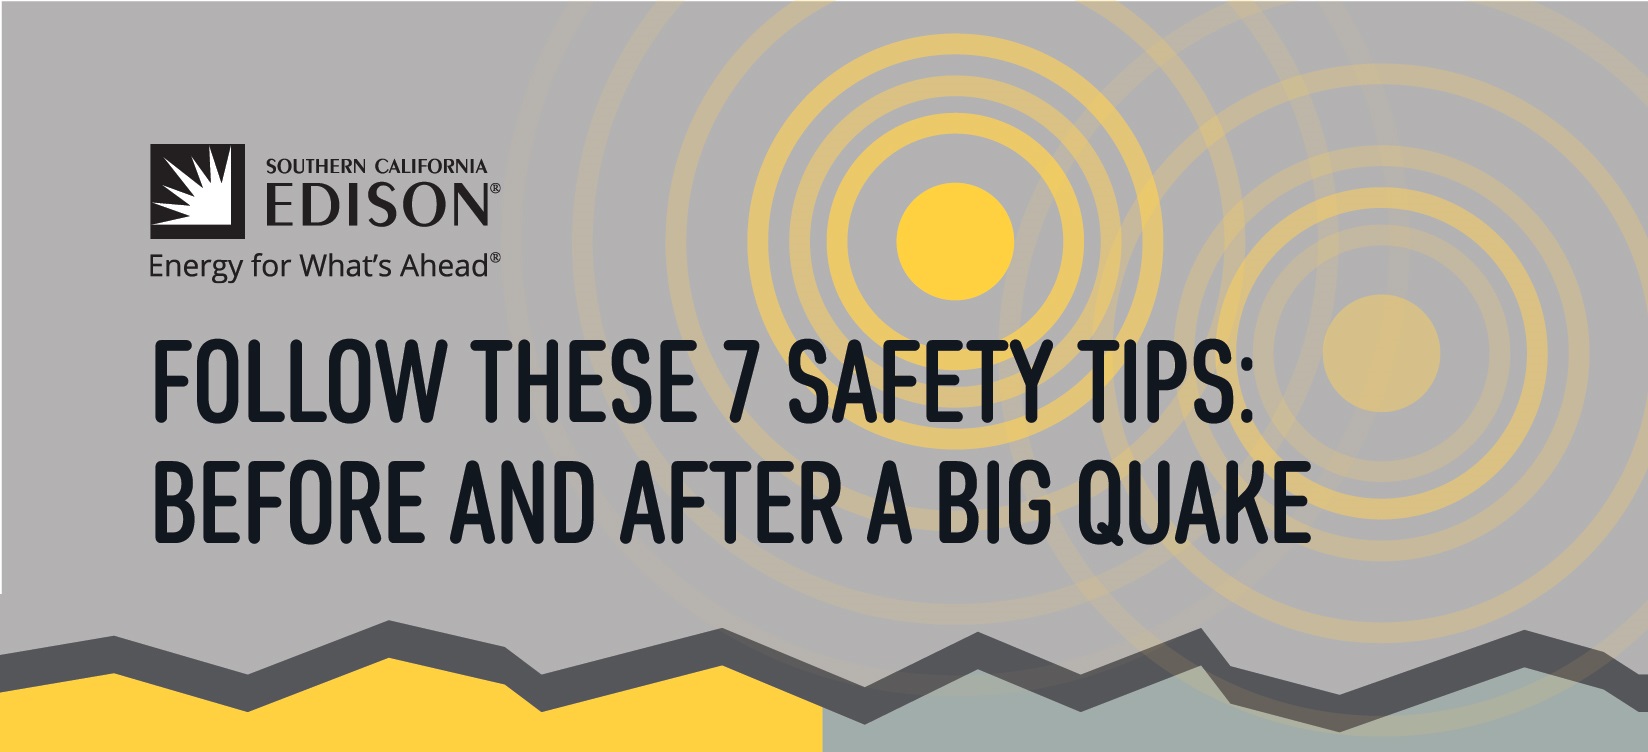 SOUTHERN CALIFORNIA
EDISON®
Energy for What's Ahead®
FOLLOW THESE 7 SAFETY TIPS:
BEFORE AND AFTER A BIG QUAKE